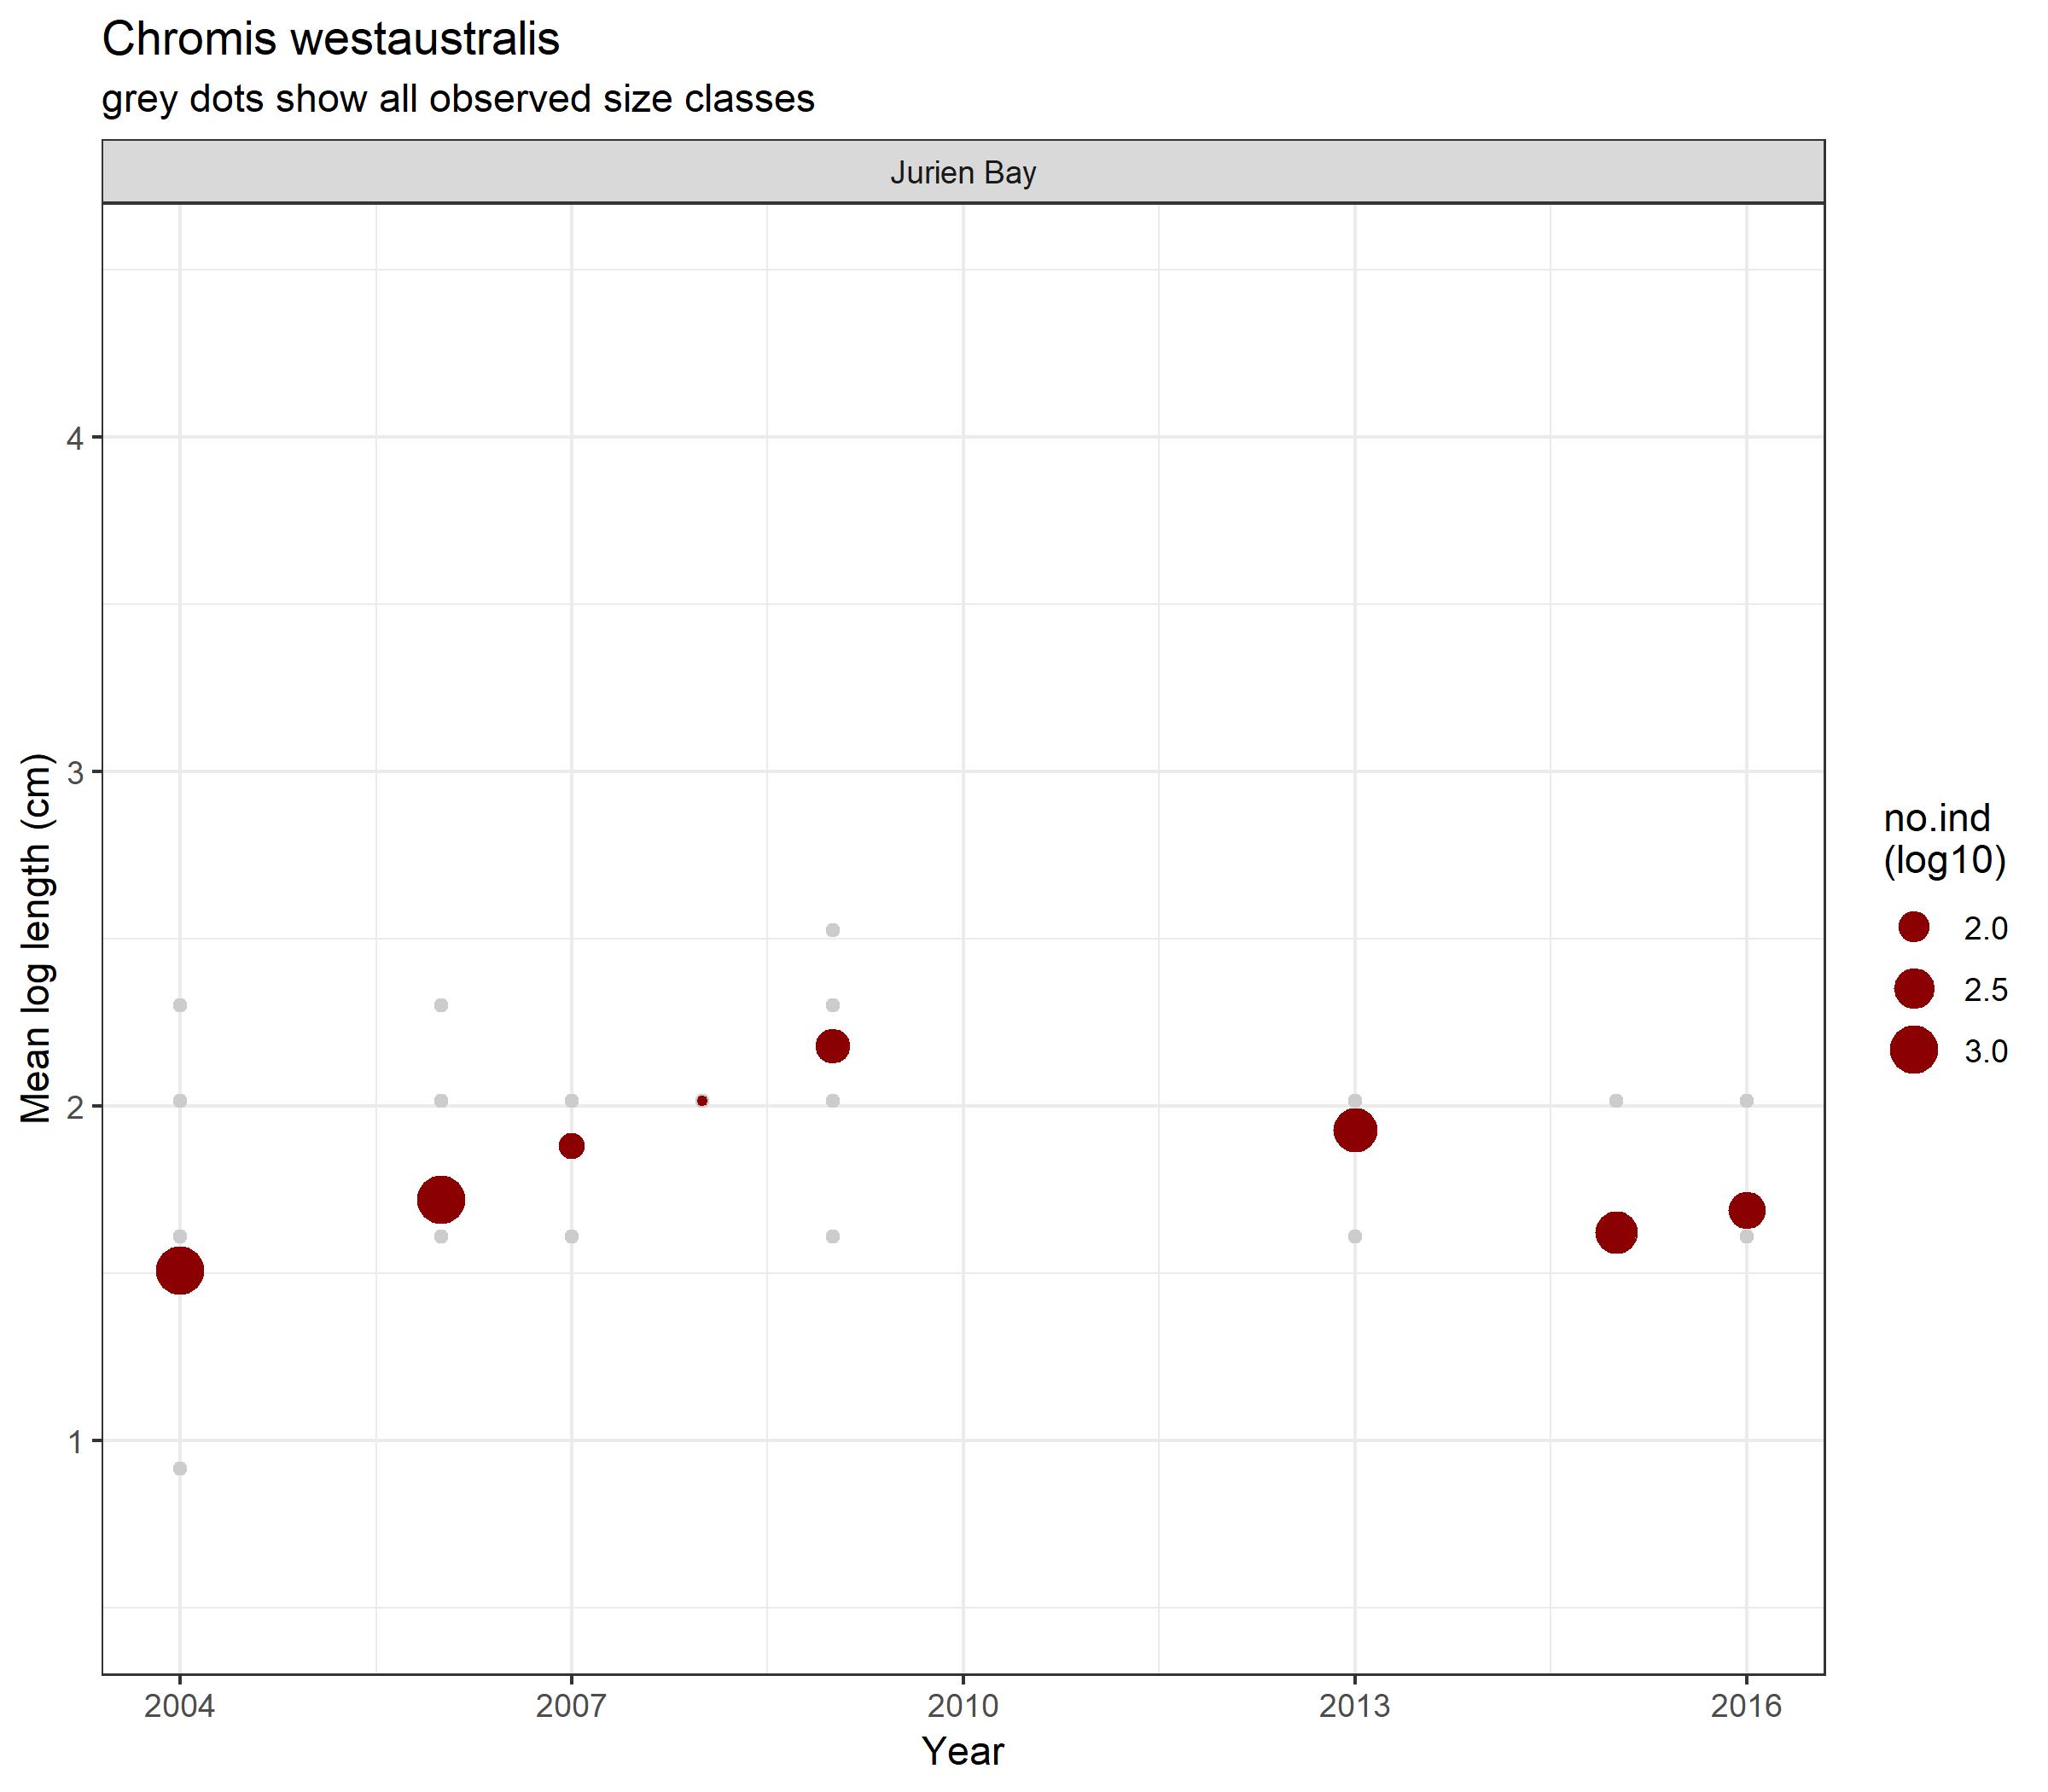 Chromis westaustralis
grey dots show all observed size classes
Jurien Bay
4
3
2
1
Mean log length (cm)
2004
2007
2010
2013
2016
Year
no.ind
(log10)
2.0
2.5
3.0